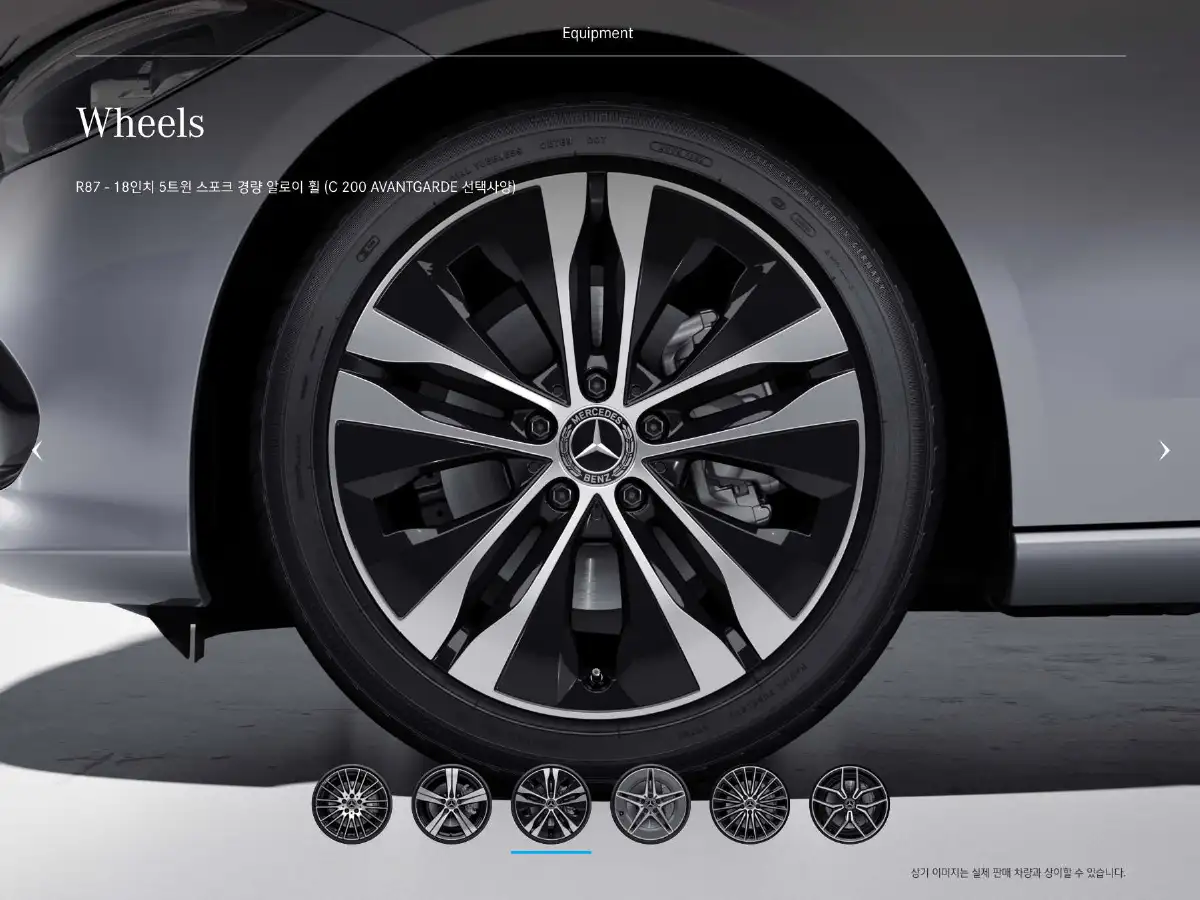 Equipment
Wheels
R87 - 18인치 5트윈 스포크 경량 알로이 휠 (C 200 AVANTGARDE 선택사양)
MERCEDES
BENZ
상기 이미지는 실제 판매 차량과 상이할 수 있습니다.